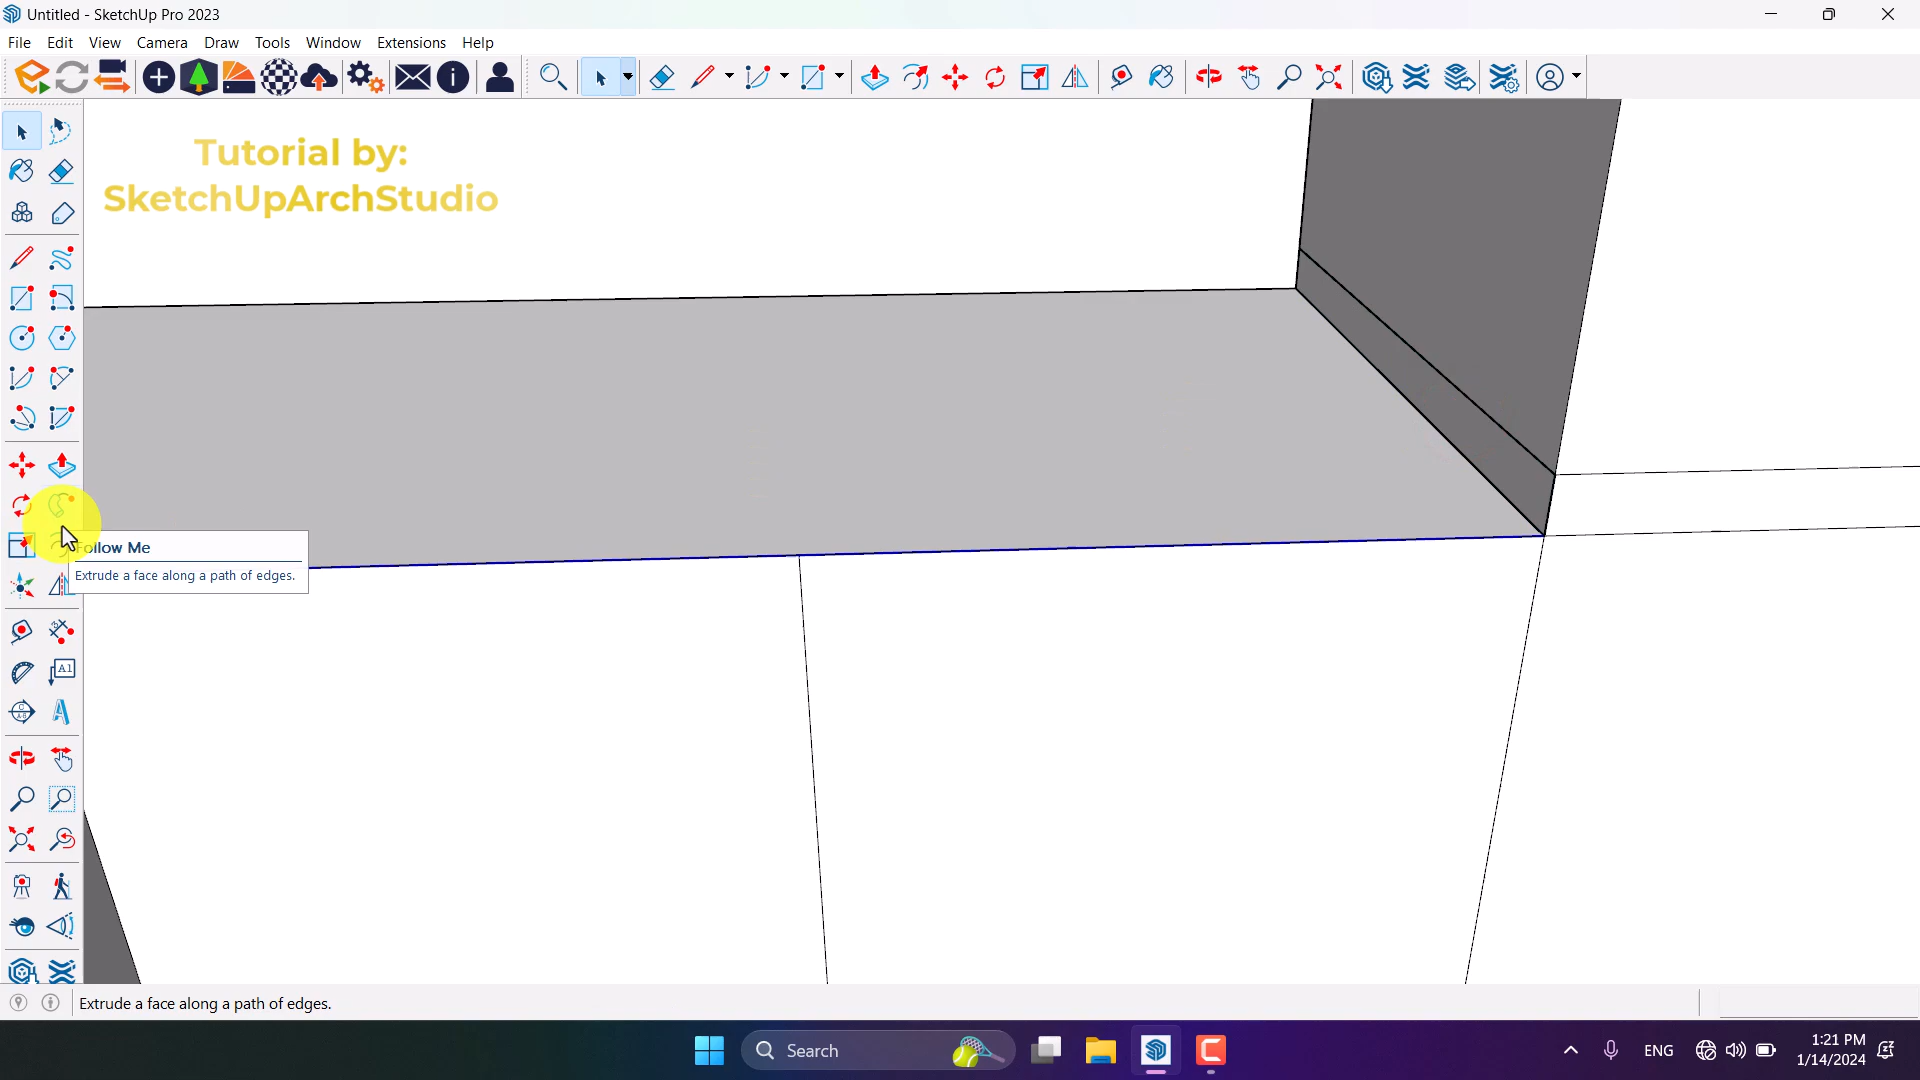 Untitled - SketchUp Pro 2023
File Edit View Camera Draw Tools Window Extensions Help
Tutorial by:
SketchUpArchStudio
ollow Me
Extrude a face along a path of edges.
A1
Extrude a face along a path of edges.
Search
ENG
1:21 PM
1/14/2024